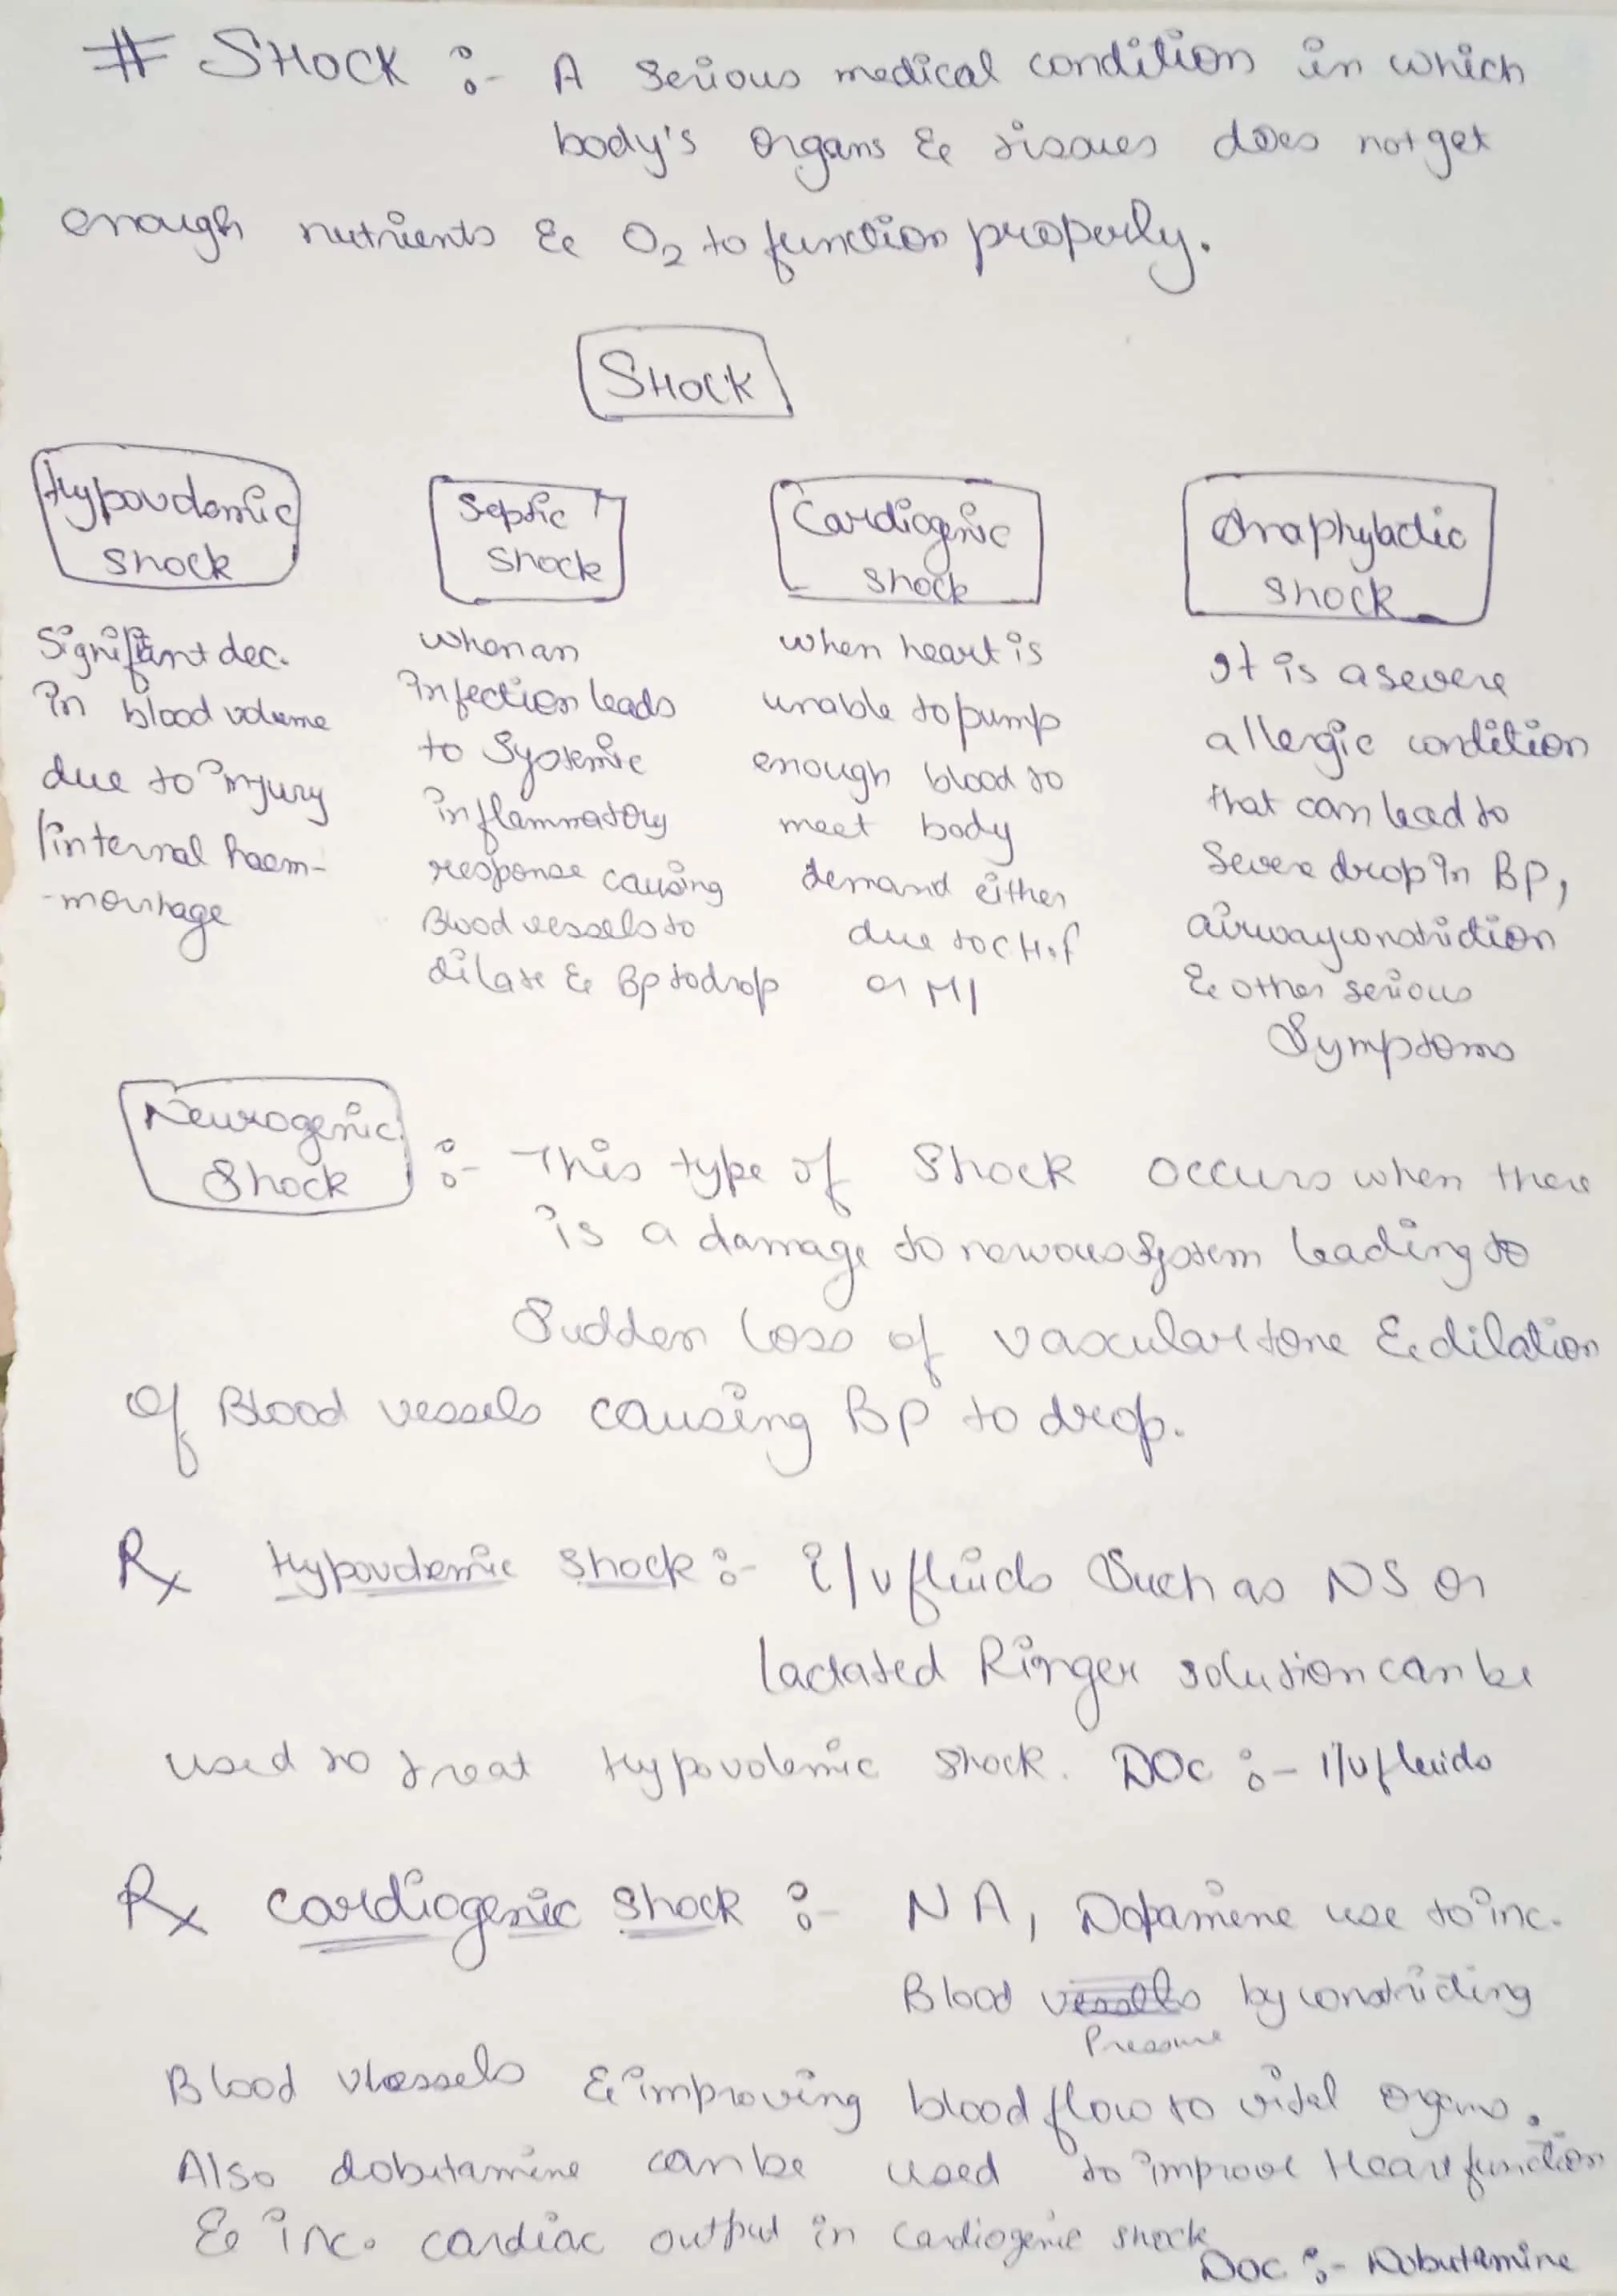 # SHOCK :- A serious medical condition in which
body's organs & tissues does not get
enough nutrients & O2 to function properly.
SHOCK
Hypovolemic
shock
Significant dec.
in blood volume
due to injury
/internal haem-
-morrhage
Septic
Shock
when an
infection leads
to Systemic
inflammatory
response causing
Blood vessels to
dilate & Bp to drop
Cardiogenic
shock
when heart is
unable to pump
enough blood to
meet body
demand either
due to CH.f
or MI
Anaphylactic
shock
It is a severe
allergic condition
that can lead to
Severe drop in BP,
airway constriction
& other serious
Symptoms
Neurogenic
Shock :- This type of Shock occurs when there
is a damage to nervous System leading to
Sudden loss of vascular tone & dilation
Of Blood vessels causing BP to drop.
Rx Hypovolemic shock :- i/v fluids Such as NS or
lactated Ringer solution can be
used to treat Hypovolemic shock. DOC :- I/v fluids
Rx cardiogenic shock :- NA, Dopamine use to inc.
Blood vessels by constricting
Pressure
Blood vessels & improving blood flow to vital organs.
Also dobutamine can be used to improve Heart function
& inc. cardiac output in cardiogenic shock
DOC :- Dobutamine